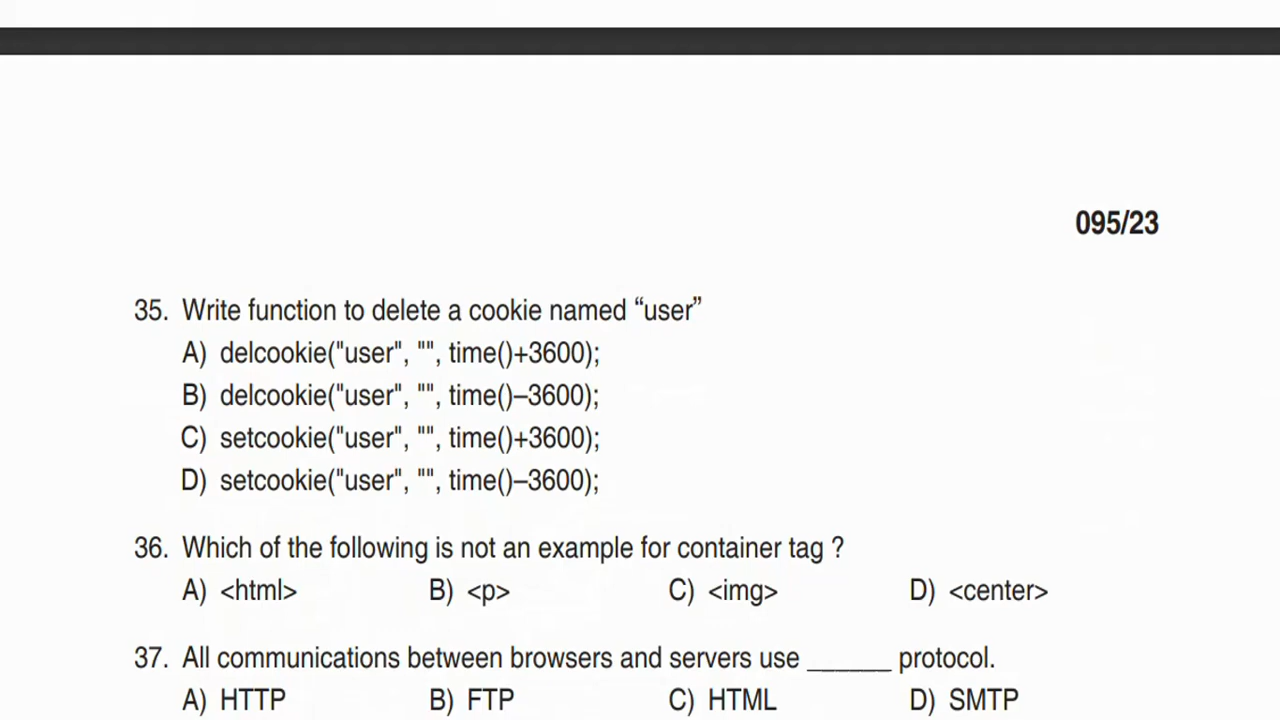 095/23
35. Write function to delete a cookie named “user”
A) delcookie("user", "", time()+3600);
B) delcookie("user", "", time()–3600);
C) setcookie("user", "", time()+3600);
D) setcookie("user", "", time()–3600);
36. Which of the following is not an example for container tag ?
A) <html> B) <p> C) <img> D) <center>
37. All communications between browsers and servers use ______ protocol.
A) HTTP B) FTP C) HTML D) SMTP